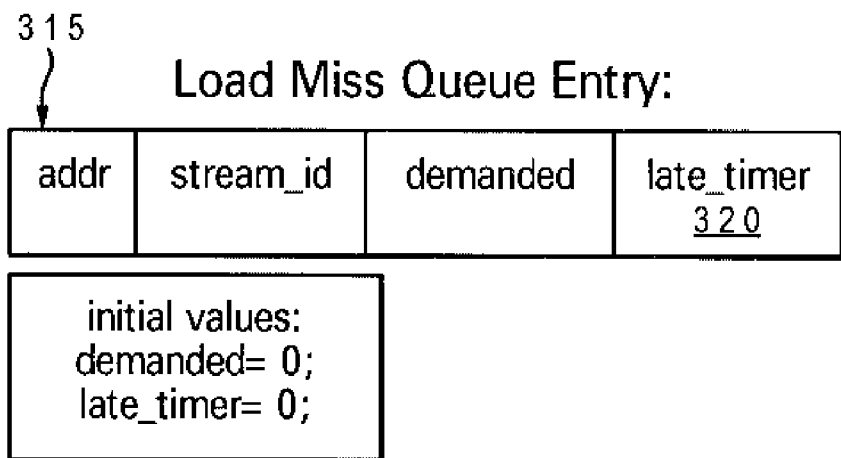 315
Load Miss Queue Entry:
addr stream_id demanded late_timer
320
initial values:
demanded= 0;
late_timer= 0;